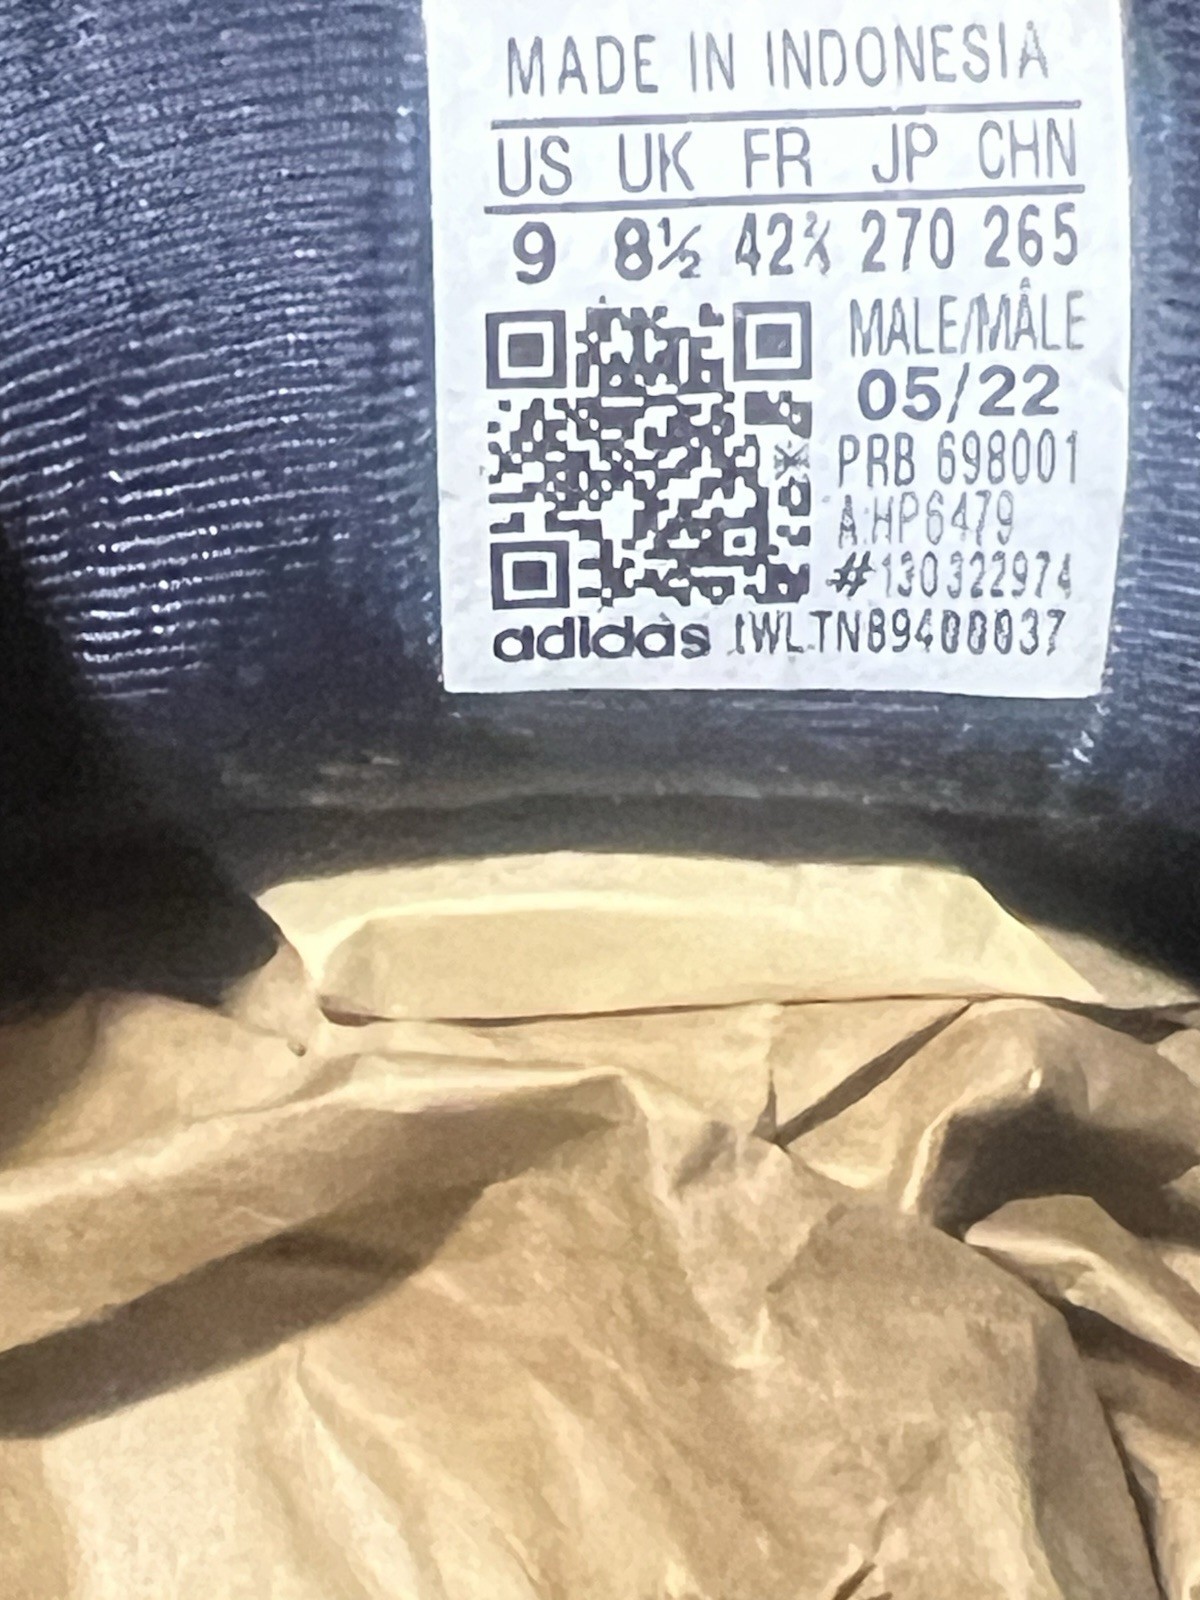 MADE IN INDONESIA
US UK FR JP CHN
9 8½ 42⅔ 270 265
MALE/MÂLE
05/22
PRB 698001
A:HP6479
#130322974
adidas